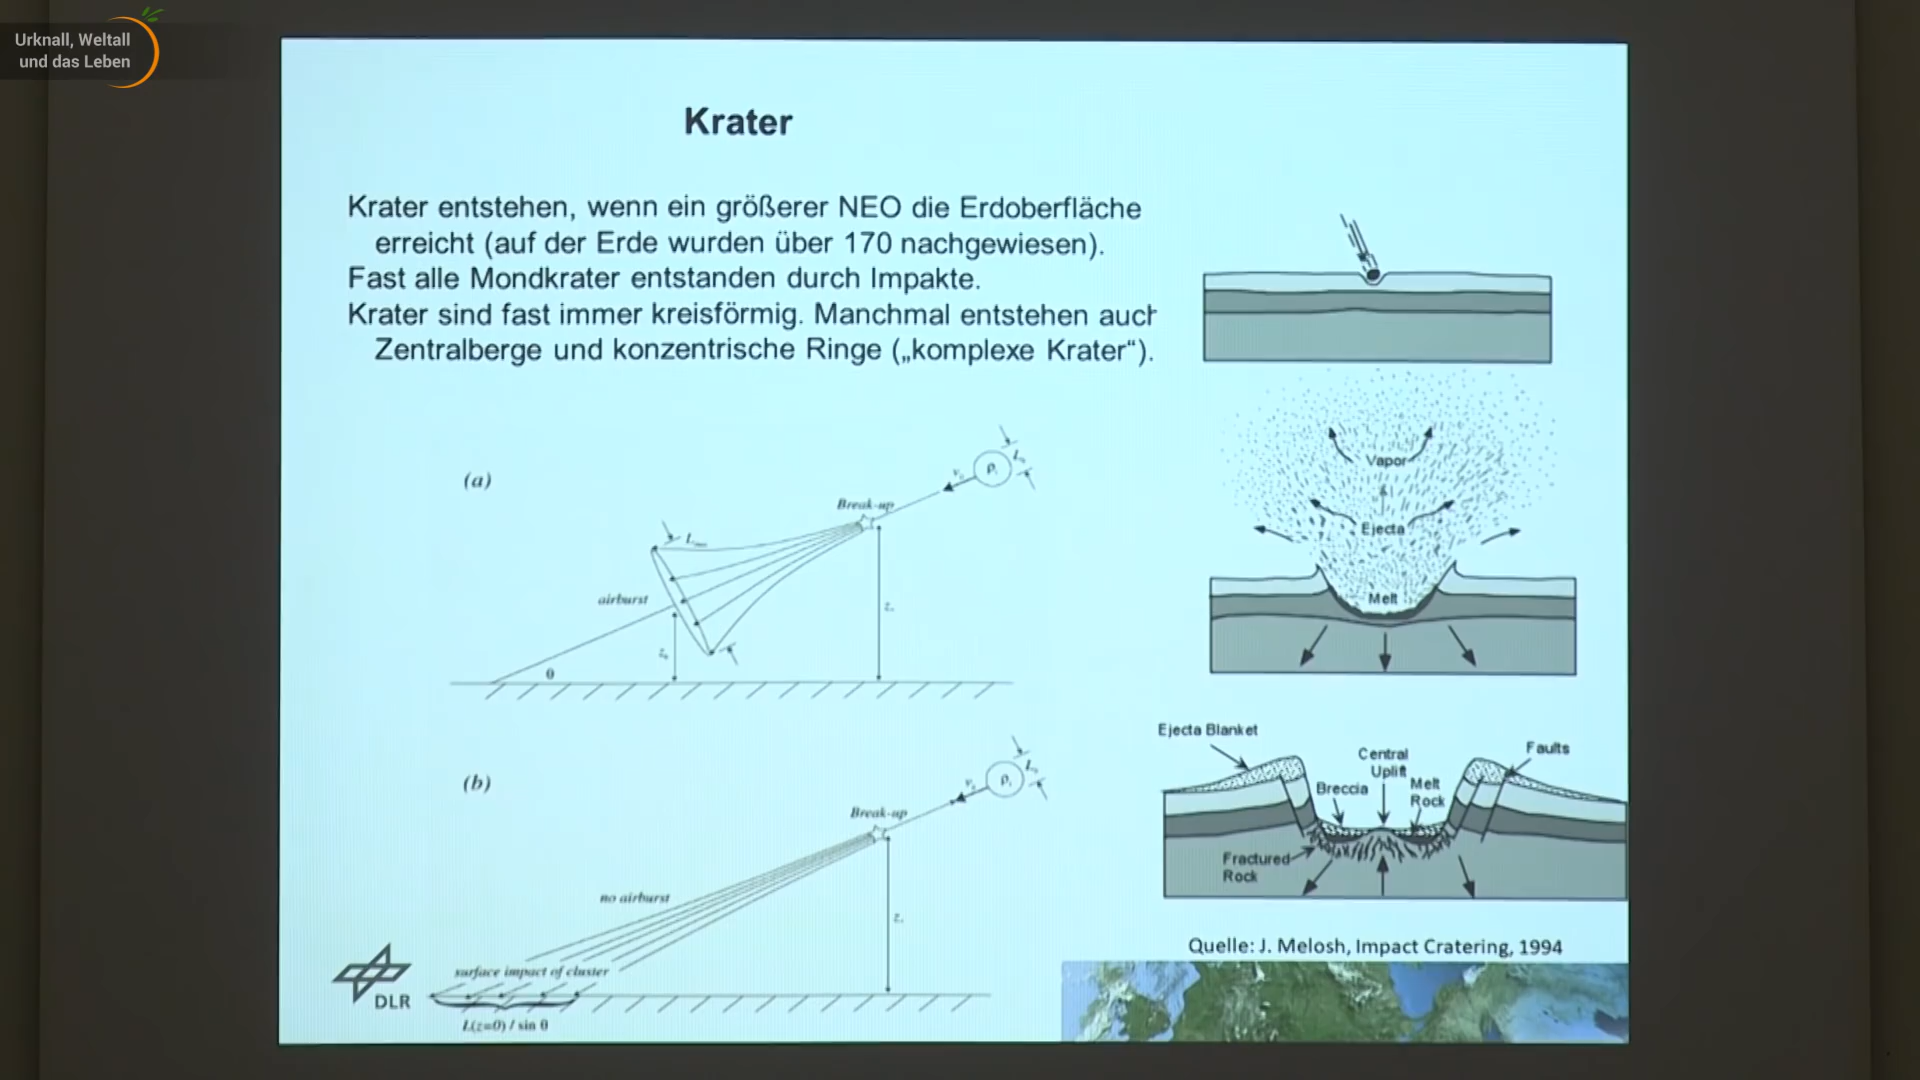 Urknall, Weltall
und das Leben
Krater
Krater entstehen, wenn ein größerer NEO die Erdoberfläche
erreicht (auf der Erde wurden über 170 nachgewiesen).
Fast alle Mondkrater entstanden durch Impakte.
Krater sind fast immer kreisförmig. Manchmal entstehen auch
Zentralberge und konzentrische Ringe („komplexe Krater“).
(a)
Break-up
airburst
θ
(b)
Break-up
no airburst
surface impact of cluster
L(z=0) / sin θ
DLR
Vapor
Ejecta
Melt
Ejecta Blanket
Central
Uplift
Faults
Breccia
Melt
Rock
Fractured
Rock
Quelle: J. Melosh, Impact Cratering, 1994